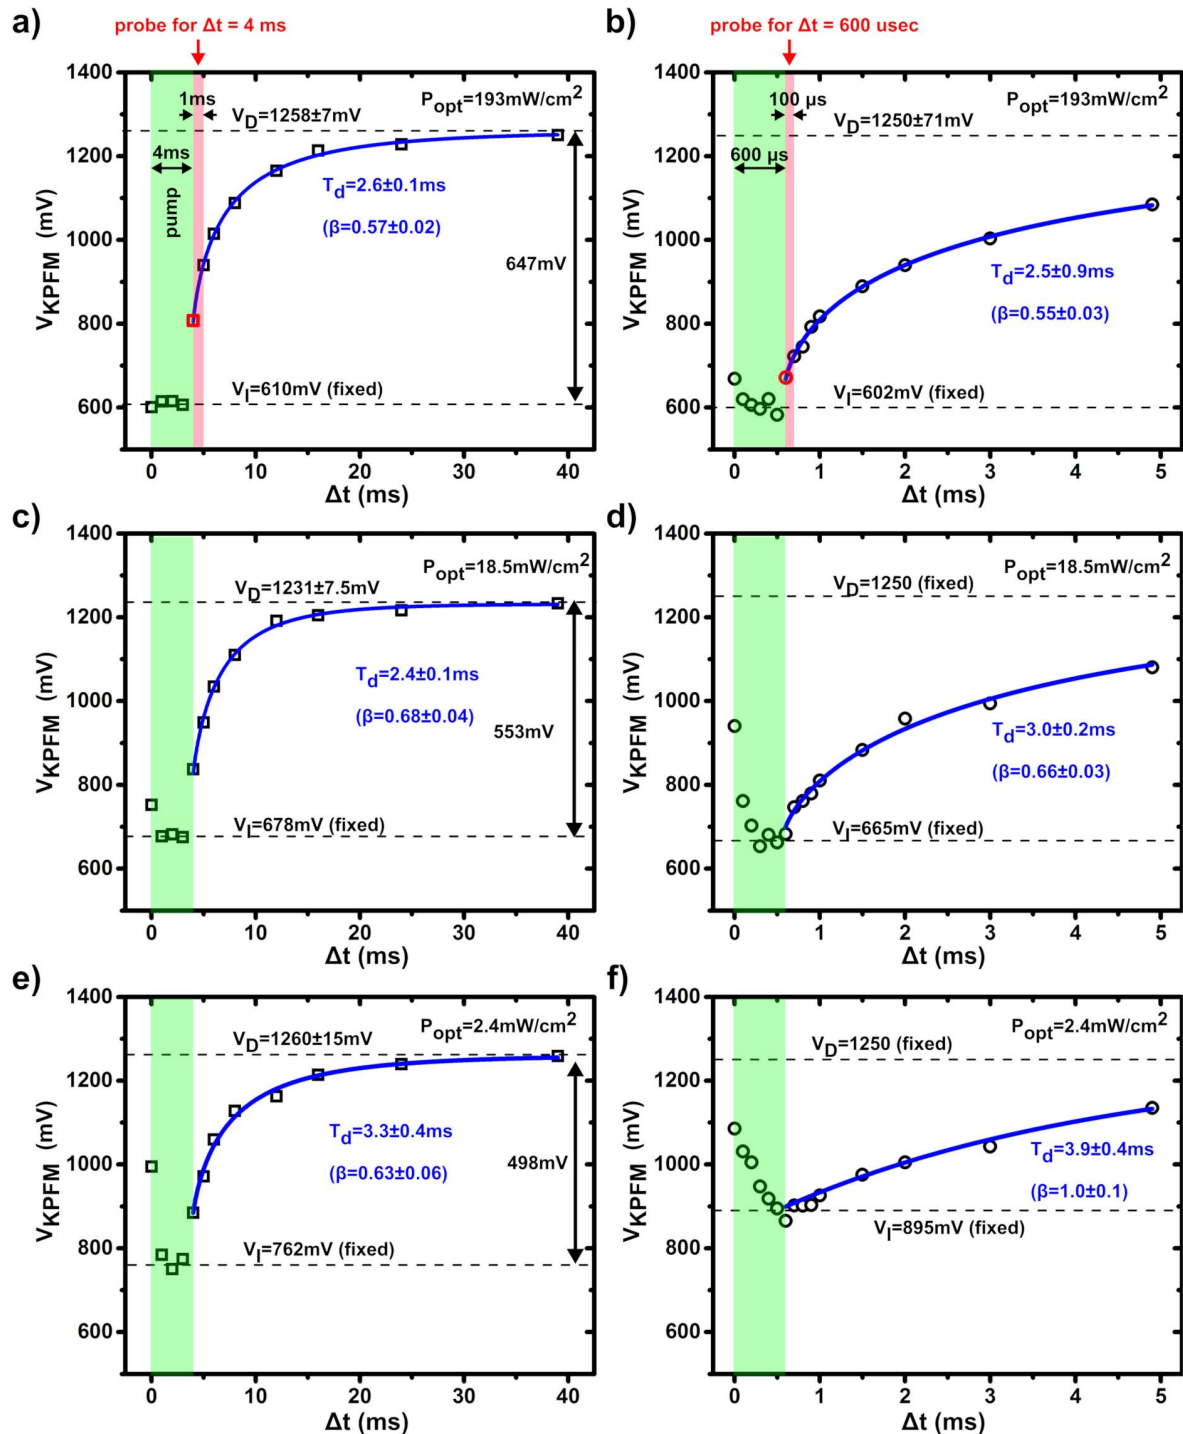 a)
probe for Δt = 4 ms
1400
1200
1000
800
600
V_KPFM (mV)
1ms
V_D=1258±7mV
P_opt=193mW/cm²
4ms
pump
T_d=2.6±0.1ms
(β=0.57±0.02)
647mV
V_I=610mV (fixed)
0 10 20 30 40
Δt (ms)
b)
probe for Δt = 600 usec
1400
1200
1000
800
600
V_KPFM (mV)
P_opt=193mW/cm²
100 µs
V_D=1250±71mV
600 µs
T_d=2.5±0.9ms
(β=0.55±0.03)
V_I=602mV (fixed)
0 1 2 3 4 5
Δt (ms)
c)
1400
1200
1000
800
600
V_KPFM (mV)
P_opt=18.5mW/cm²
V_D=1231±7.5mV
T_d=2.4±0.1ms
(β=0.68±0.04)
553mV
V_I=678mV (fixed)
0 10 20 30 40
Δt (ms)
d)
1400
1200
1000
800
600
V_KPFM (mV)
P_opt=18.5mW/cm²
V_D=1250 (fixed)
T_d=3.0±0.2ms
(β=0.66±0.03)
V_I=665mV (fixed)
0 1 2 3 4 5
Δt (ms)
e)
1400
1200
1000
800
600
V_KPFM (mV)
P_opt=2.4mW/cm²
V_D=1260±15mV
T_d=3.3±0.4ms
(β=0.63±0.06)
498mV
V_I=762mV (fixed)
0 10 20 30 40
Δt (ms)
f)
1400
1200
1000
800
600
V_KPFM (mV)
P_opt=2.4mW/cm²
V_D=1250 (fixed)
T_d=3.9±0.4ms
(β=1.0±0.1)
V_I=895mV (fixed)
0 1 2 3 4 5
Δt (ms)